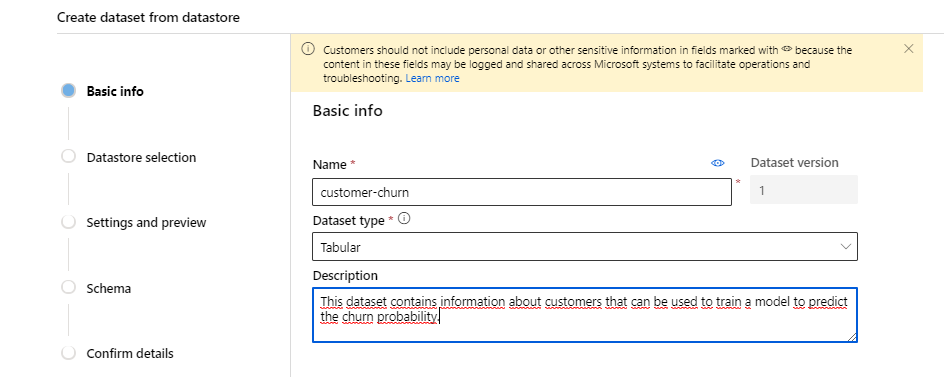 Create dataset from datastore
Customers should not include personal data or other sensitive information in fields marked with because the
content in these fields may be logged and shared across Microsoft systems to facilitate operations and
troubleshooting. Learn more
Basic info
Datastore selection
Settings and preview
Schema
Confirm details
Basic info
Name *
Dataset version
customer-churn
*
1
Dataset type *
Tabular
Description
This dataset contains information about customers that can be used to train a model to predict
the churn probability.